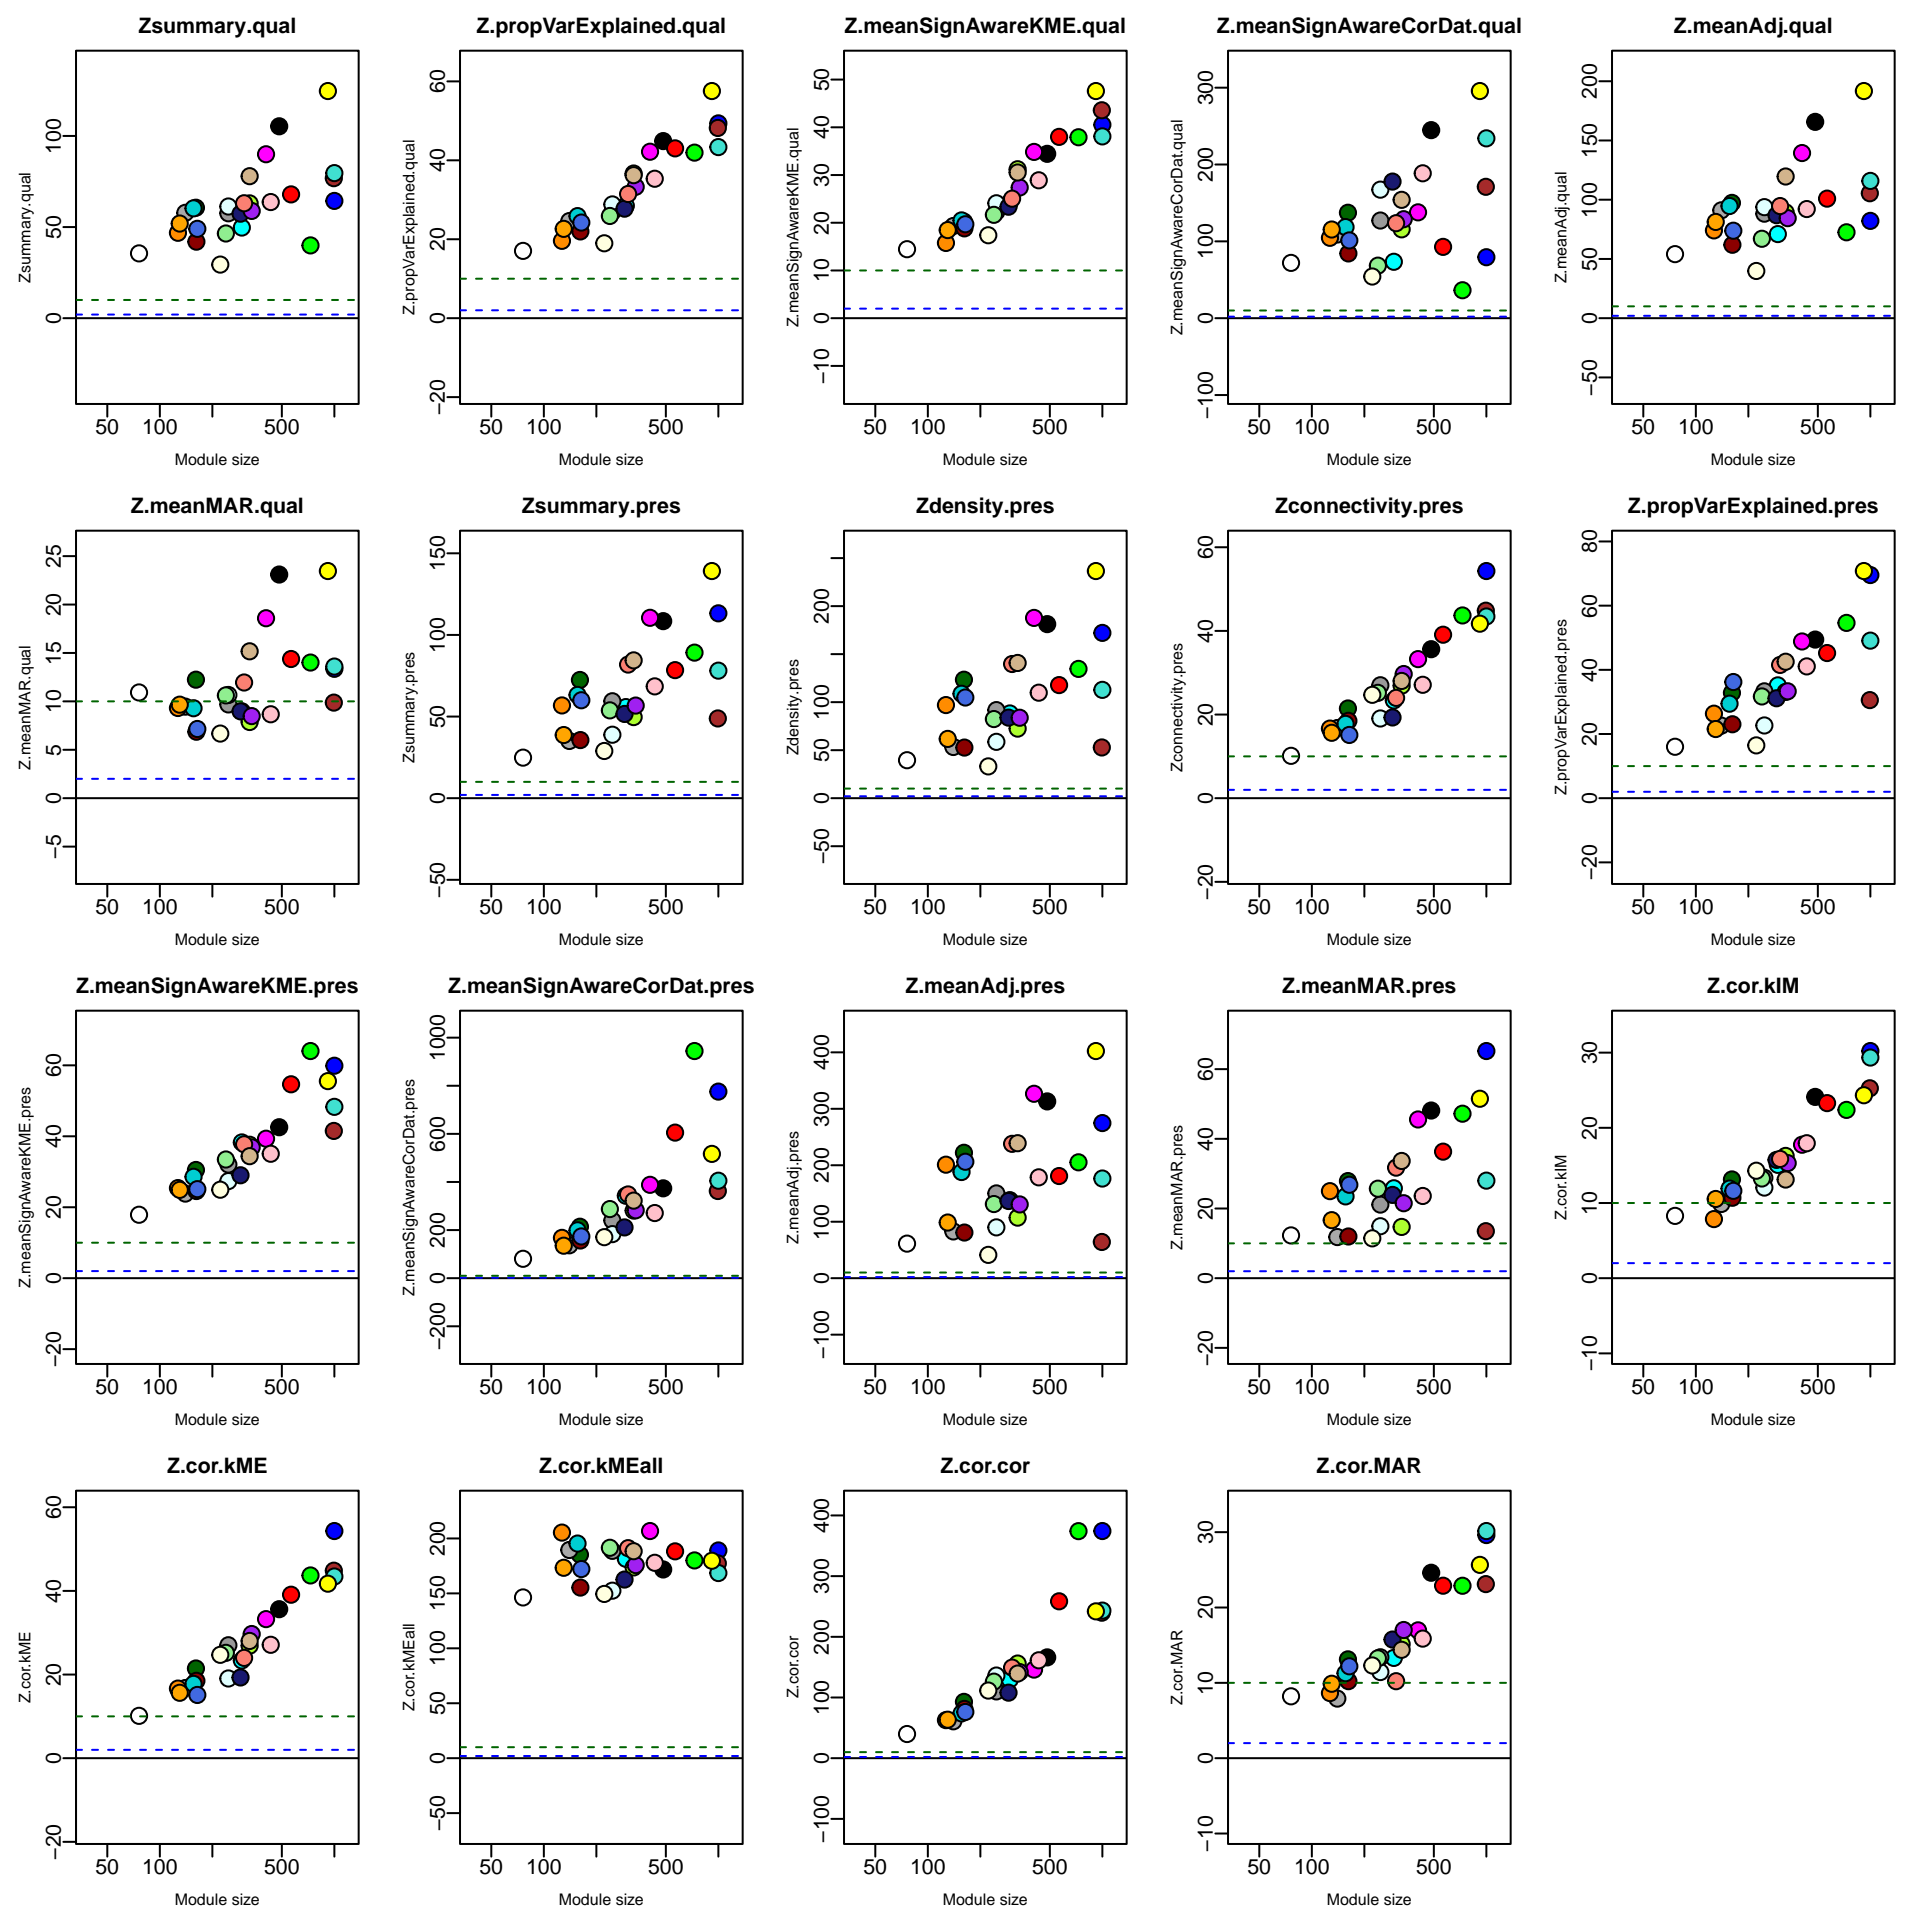 Zsummary.qual
Zsummary.qual
0 50 100
50 100 500
Module size
Z.propVarExplained.qual
Z.propVarExplained.qual
−20 0 20 40 60
50 100 500
Module size
Z.meanSignAwareKME.qual
Z.meanSignAwareKME.qual
−10 0 10 20 30 40 50
50 100 500
Module size
Z.meanSignAwareCorDat.qual
Z.meanSignAwareCorDat.qual
−100 0 100 200 300
50 100 500
Module size
Z.meanAdj.qual
Z.meanAdj.qual
−50 0 50 100 150 200
50 100 500
Module size
Z.meanMAR.qual
Z.meanMAR.qual
−5 0 5 10 15 20 25
50 100 500
Module size
Zsummary.pres
Zsummary.pres
−50 0 50 100 150
50 100 500
Module size
Zdensity.pres
Zdensity.pres
−50 0 50 100 200
50 100 500
Module size
Zconnectivity.pres
Zconnectivity.pres
−20 0 20 40 60
50 100 500
Module size
Z.propVarExplained.pres
Z.propVarExplained.pres
−20 0 20 40 60 80
50 100 500
Module size
Z.meanSignAwareKME.pres
Z.meanSignAwareKME.pres
−20 0 20 40 60
50 100 500
Module size
Z.meanSignAwareCorDat.pres
Z.meanSignAwareCorDat.pres
−200 0 200 600 1000
50 100 500
Module size
Z.meanAdj.pres
Z.meanAdj.pres
−100 0 100 200 300 400
50 100 500
Module size
Z.meanMAR.pres
Z.meanMAR.pres
−20 0 20 40 60
50 100 500
Module size
Z.cor.kIM
Z.cor.kIM
−10 0 10 20 30
50 100 500
Module size
Z.cor.kME
Z.cor.kME
−20 0 20 40 60
50 100 500
Module size
Z.cor.kMEall
Z.cor.kMEall
−50 0 50 100 150 200
50 100 500
Module size
Z.cor.cor
Z.cor.cor
−100 0 100 200 300 400
50 100 500
Module size
Z.cor.MAR
Z.cor.MAR
−10 0 10 20 30
50 100 500
Module size